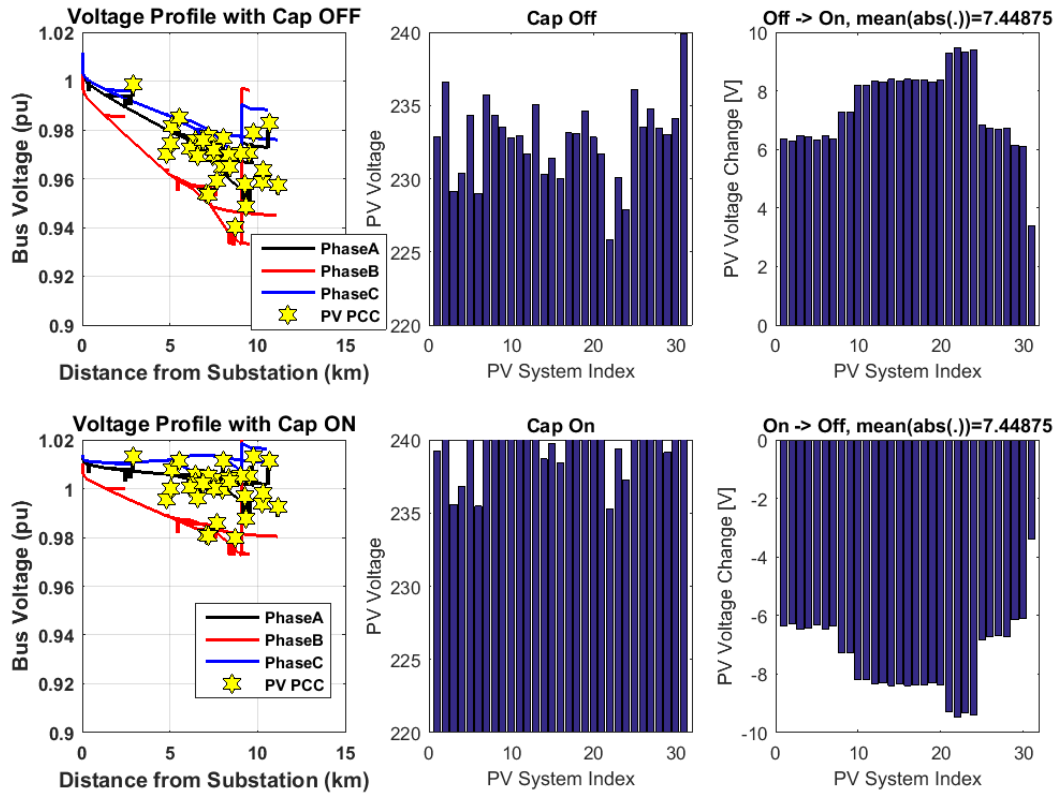 Voltage Profile with Cap OFF
Bus Voltage (pu)
1
0.98
0.96
0.94
0.92
0.9
0
5
10
15
Distance from Substation (km)
PhaseA
PhaseB
PhaseC
PV PCC
Cap Off
PV Voltage
240
235
230
225
220
0
10
20
30
PV System Index
Off -> On, mean(abs(.))=7.44875
PV Voltage Change [V]
10
8
6
4
2
0
0
10
20
30
PV System Index
Voltage Profile with Cap ON
Bus Voltage (pu)
1.02
1
0.98
0.96
0.94
0.92
0.9
0
5
10
15
Distance from Substation (km)
PhaseA
PhaseB
PhaseC
PV PCC
Cap On
PV Voltage
240
235
230
225
220
0
10
20
30
PV System Index
On -> Off, mean(abs(.))=7.44875
PV Voltage Change [V]
0
-2
-4
-6
-8
-10
0
10
20
30
PV System Index